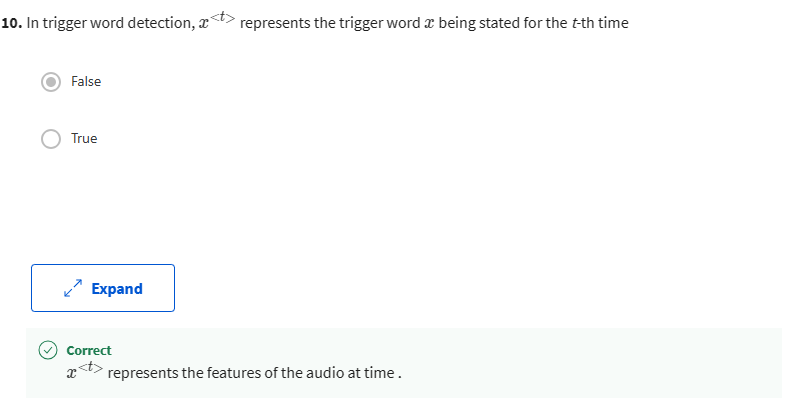 10. In trigger word detection, x<t> represents the trigger word x being stated for the t-th time
False
True
Expand
Correct
x<t> represents the features of the audio at time .